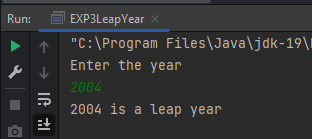 Run: EXP3LeapYear
"C:\Program Files\Java\jdk-19\
Enter the year
2004
2004 is a leap year